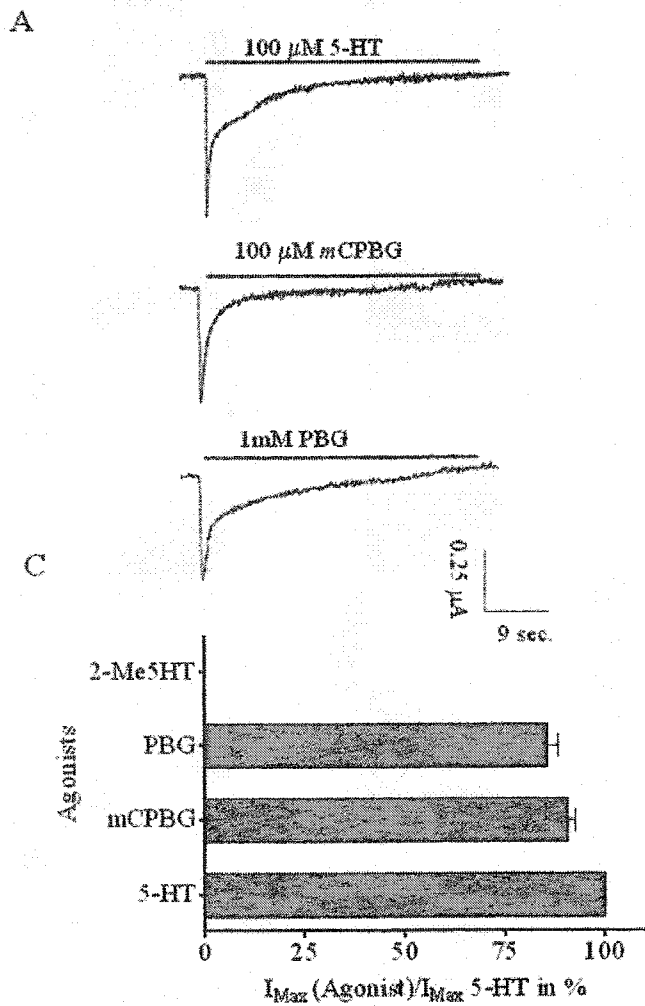 A
100 μM 5-HT
100 μM mCPBG
1mM PBG
C
0.25 μA
9 sec.
Agonists
2-Me5HT
PBG
mCPBG
5-HT
0 25 50 75 100
I_Max (Agonist)/I_Max 5-HT in %